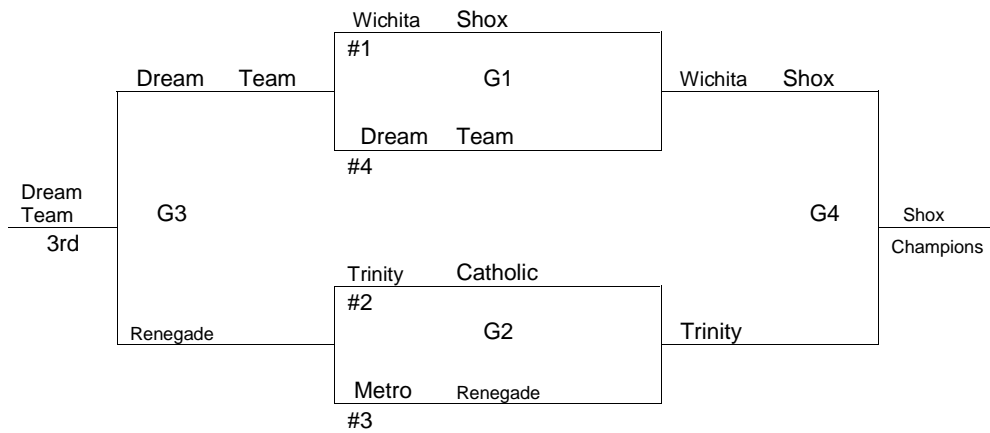 Wichita Shox
#1
Dream Team
G1
Wichita Shox
Dream Team
#4
Dream
Team
G3
G4
Shox
3rd
Champions
Trinity Catholic
#2
Renegade
G2
Trinity
Metro Renegade
#3